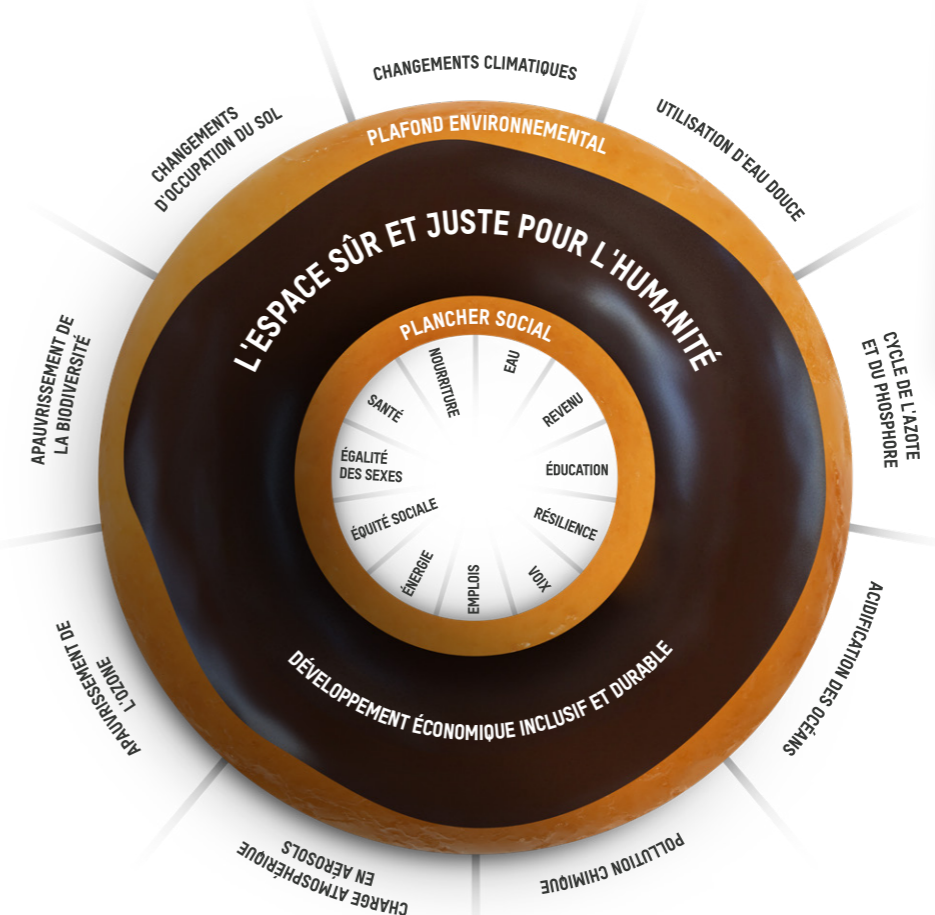 CHANGEMENTS CLIMATIQUES
UTILISATION D'EAU DOUCE
CYCLE DE L'AZOTE
ET DU PHOSPHORE
ACIDIFICATION DES OCÉANS
POLLUTION CHIMIQUE
CHARGE ATMOSPHÉRIQUE
EN AÉROSOLS
APAUVRISSEMENT DE
L'OZONE
APAUVRISSEMENT DE
LA BIODIVERSITÉ
CHANGEMENTS
D'OCCUPATION DU SOL
PLAFOND ENVIRONNEMENTAL
L'ESPACE SÛR ET JUSTE POUR L'HUMANITÉ
PLANCHER SOCIAL
EAU
REVENU
ÉDUCATION
RÉSILIENCE
VOIX
EMPLOIS
ÉNERGIE
ÉQUITÉ SOCIALE
ÉGALITÉ
DES SEXES
SANTÉ
NOURRITURE
DÉVELOPPEMENT ÉCONOMIQUE INCLUSIF ET DURABLE